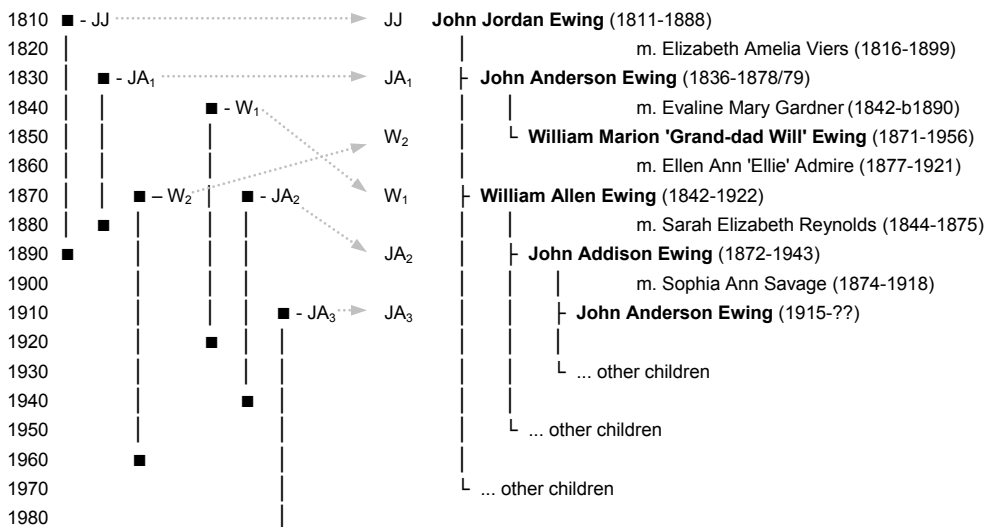 1810 ■ - JJ JJ John Jordan Ewing (1811-1888)
1820 m. Elizabeth Amelia Viers (1816-1899)
1830 ■ - JA₁ JA₁ John Anderson Ewing (1836-1878/79)
1840 ■ - W₁ m. Evaline Mary Gardner (1842-b1890)
1850 W₂ William Marion 'Grand-dad Will' Ewing (1871-1956)
1860 m. Ellen Ann 'Ellie' Admire (1877-1921)
1870 ■ – W₂ ■ - JA₂ W₁ William Allen Ewing (1842-1922)
1880 ■ m. Sarah Elizabeth Reynolds (1844-1875)
1890 ■ JA₂ John Addison Ewing (1872-1943)
1900 m. Sophia Ann Savage (1874-1918)
1910 ■ - JA₃ JA₃ John Anderson Ewing (1915-??)
1920 ■
1930 ... other children
1940 ■
1950 ... other children
1960 ■
1970 ... other children
1980